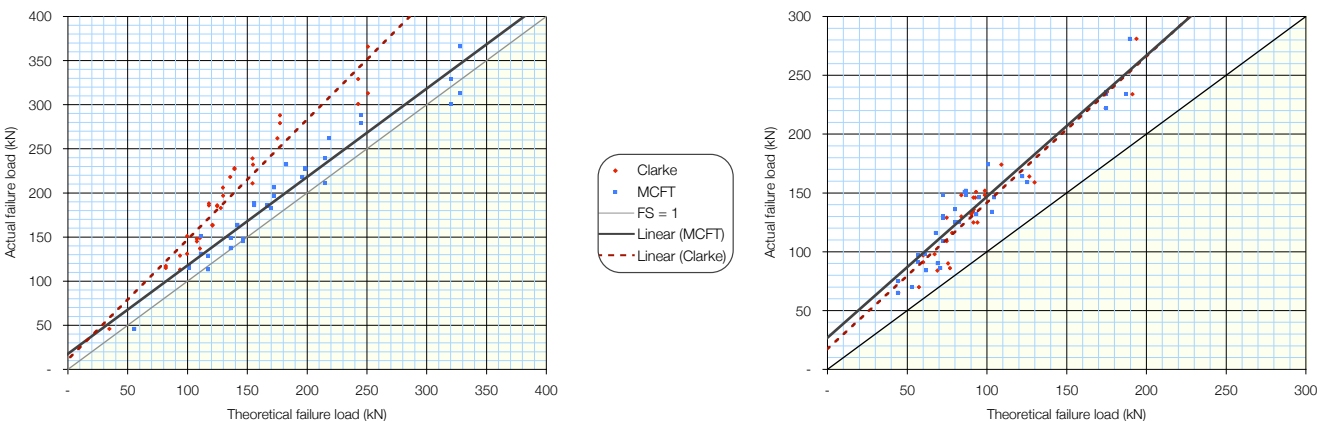 400
350
300
250
200
150
100
50
-
Actual failure load (kN)
- 50 100 150 200 250 300 350 400
Theoretical failure load (kN)
Clarke
MCFT
FS = 1
Linear (MCFT)
Linear (Clarke)
300
250
200
150
100
50
-
Actual failure load (kN)
- 50 100 150 200 250 300
Theoretical failure load (kN)